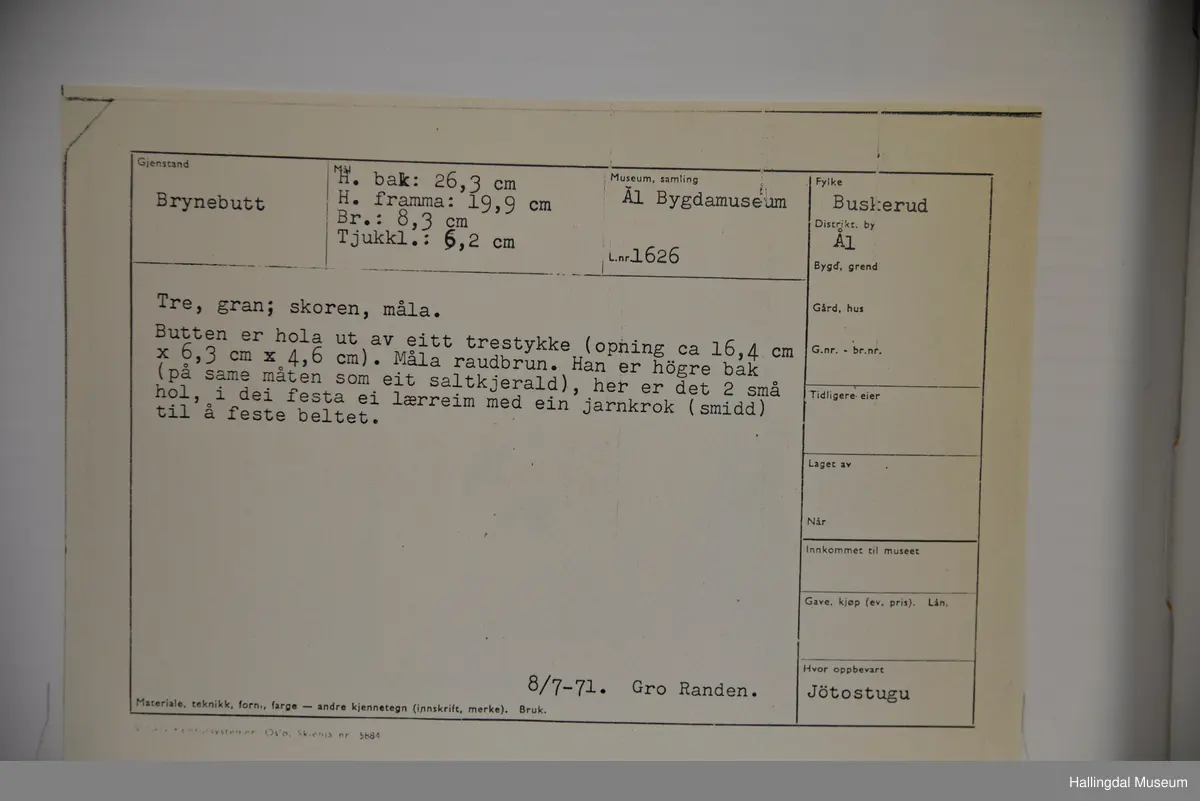 Gjenstand
Brynebutt
Mål
H. bak: 26,3 cm
H. framma: 19,9 cm
Br.: 8,3 cm
Tjukkl.: 6,2 cm
Museum, samling
Ål Bygdamuseum
L.nr. 1626
Fylke
Buskerud
Distrikt, by
Ål
Bygd, grend
Gård, hus
G.nr. - br.nr.
Tidligere eier
Laget av
Når
Innkommet til museet
Gave, kjøp (ev. pris). Lån.
Hvor oppbevart
Jötostugu
Tre, gran; skoren, måla.
Butten er hola ut av eitt trestykke (opning ca 16,4 cm
x 6,3 cm x 4,6 cm). Måla raudbrun. Han er högre bak
(på same måten som eit saltkjerald), her er det 2 små
hol, i dei festa ei lærreim med ein jarnkrok (smidd)
til å feste beltet.
8/7-71. Gro Randen.
Materiale, teknikk, form, farge — andre kjennetegn (innskrift, merke). Bruk.
Oslo, nr. 5684
Hallingdal Museum